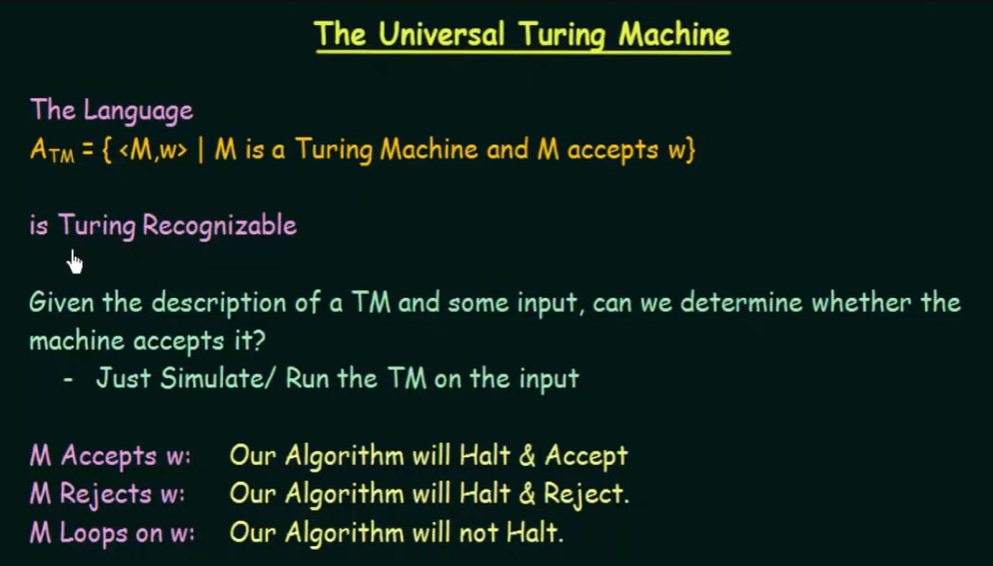 The Universal Turing Machine
The Language
ATM = { <M,w> | M is a Turing Machine and M accepts w}
is Turing Recognizable
Given the description of a TM and some input, can we determine whether the
machine accepts it?
- Just Simulate/ Run the TM on the input
M Accepts w: Our Algorithm will Halt & Accept
M Rejects w: Our Algorithm will Halt & Reject.
M Loops on w: Our Algorithm will not Halt.